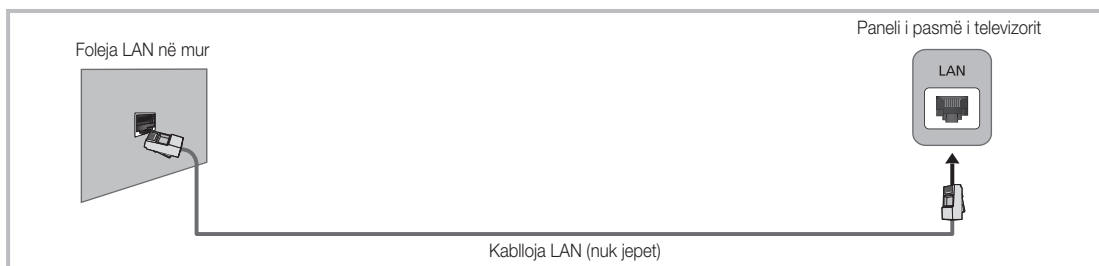 Paneli i pasmë i televizorit
Foleja LAN në mur
LAN
Kablloja LAN (nuk jepet)